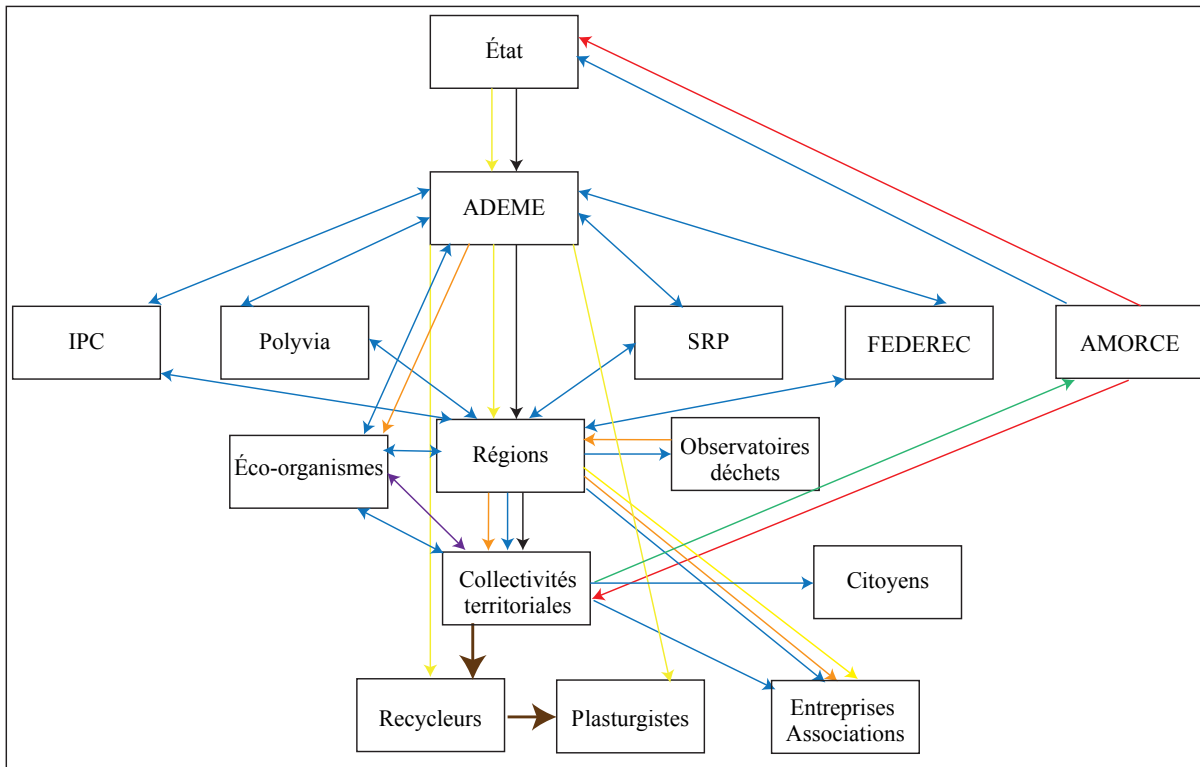 État
ADEME
IPC
Polyvia
SRP
FEDEREC
AMORCE
Éco-organismes
Régions
Observatoires
déchets
Collectivités
territoriales
Citoyens
Recycleurs
Plasturgistes
Entreprises
Associations